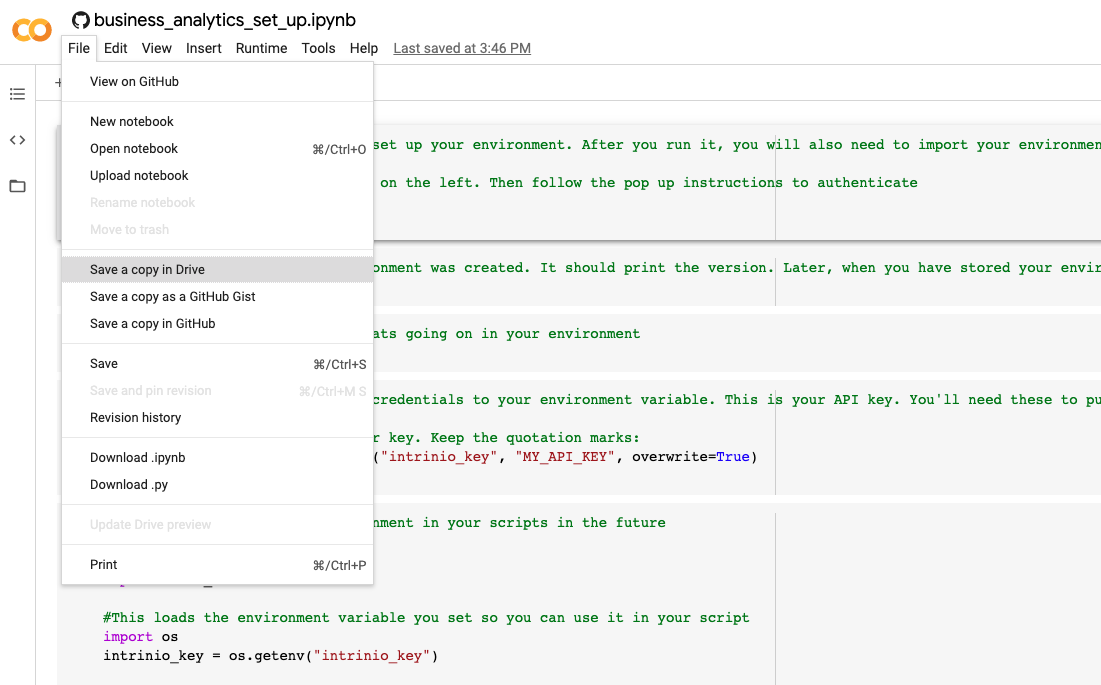 business_analytics_set_up.ipynb
File Edit View Insert Runtime Tools Help Last saved at 3:46 PM
+
View on GitHub
New notebook
Open notebook ⌘/Ctrl+O
Upload notebook
Rename notebook
Move to trash
Save a copy in Drive
Save a copy as a GitHub Gist
Save a copy in GitHub
Save ⌘/Ctrl+S
Save and pin revision ⌘/Ctrl+M S
Revision history
Download .ipynb
Download .py
Update Drive preview
Print ⌘/Ctrl+P
set up your environment. After you run it, you will also need to import your environmen
on the left. Then follow the pop up instructions to authenticate
onment was created. It should print the version. Later, when you have stored your envir
ats going on in your environment
credentials to your environment variable. This is your API key. You'll need these to pu
r key. Keep the quotation marks:
("intrinio_key", "MY_API_KEY", overwrite=True)
nment in your scripts in the future
#This loads the environment variable you set so you can use it in your script
import os
intrinio_key = os.getenv("intrinio_key")